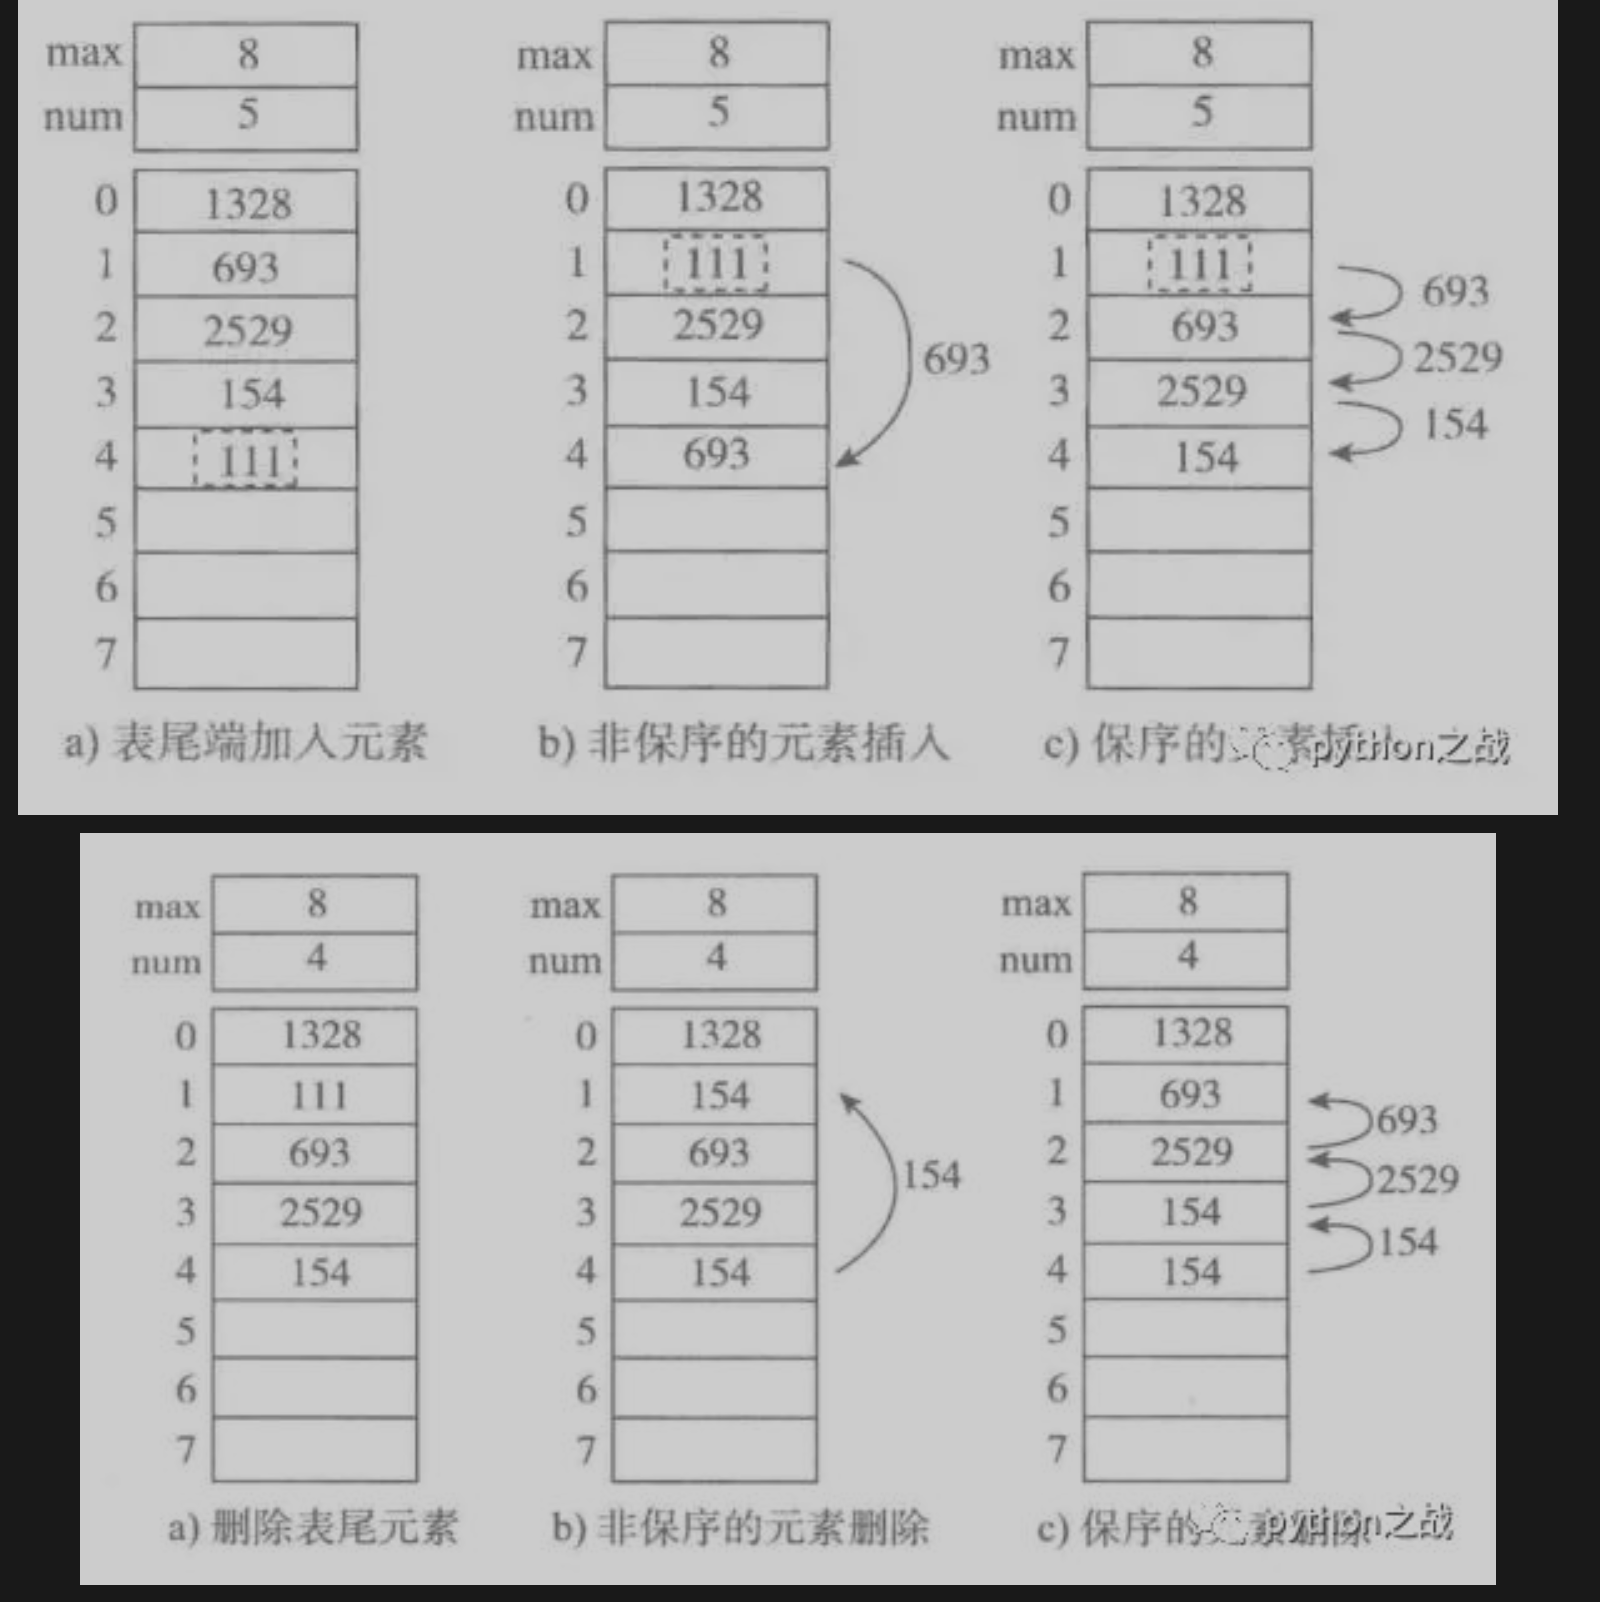 max 8 max 8 max 8
num 5 num 5 num 5
0 1328 0 1328 0 1328
1 693 1 111 1 111 693
2 2529 2 2529 693 2 693 2529
3 154 3 154 3 2529 154
4 111 4 693 4 154
5 5 5
6 6 6
7 7 7
a) 表尾端加入元素 b) 非保序的元素插入 c) 保序的 素 python之战
max 8 max 8 max 8
num 4 num 4 num 4
0 1328 0 1328 0 1328
1 111 1 154 1 693 693
2 693 2 693 154 2 2529 2529
3 2529 3 2529 3 154 154
4 154 4 154 4 154
5 5 5
6 6 6
7 7 7
a) 删除表尾元素 b) 非保序的元素删除 c) 保序的 素删除 python之战